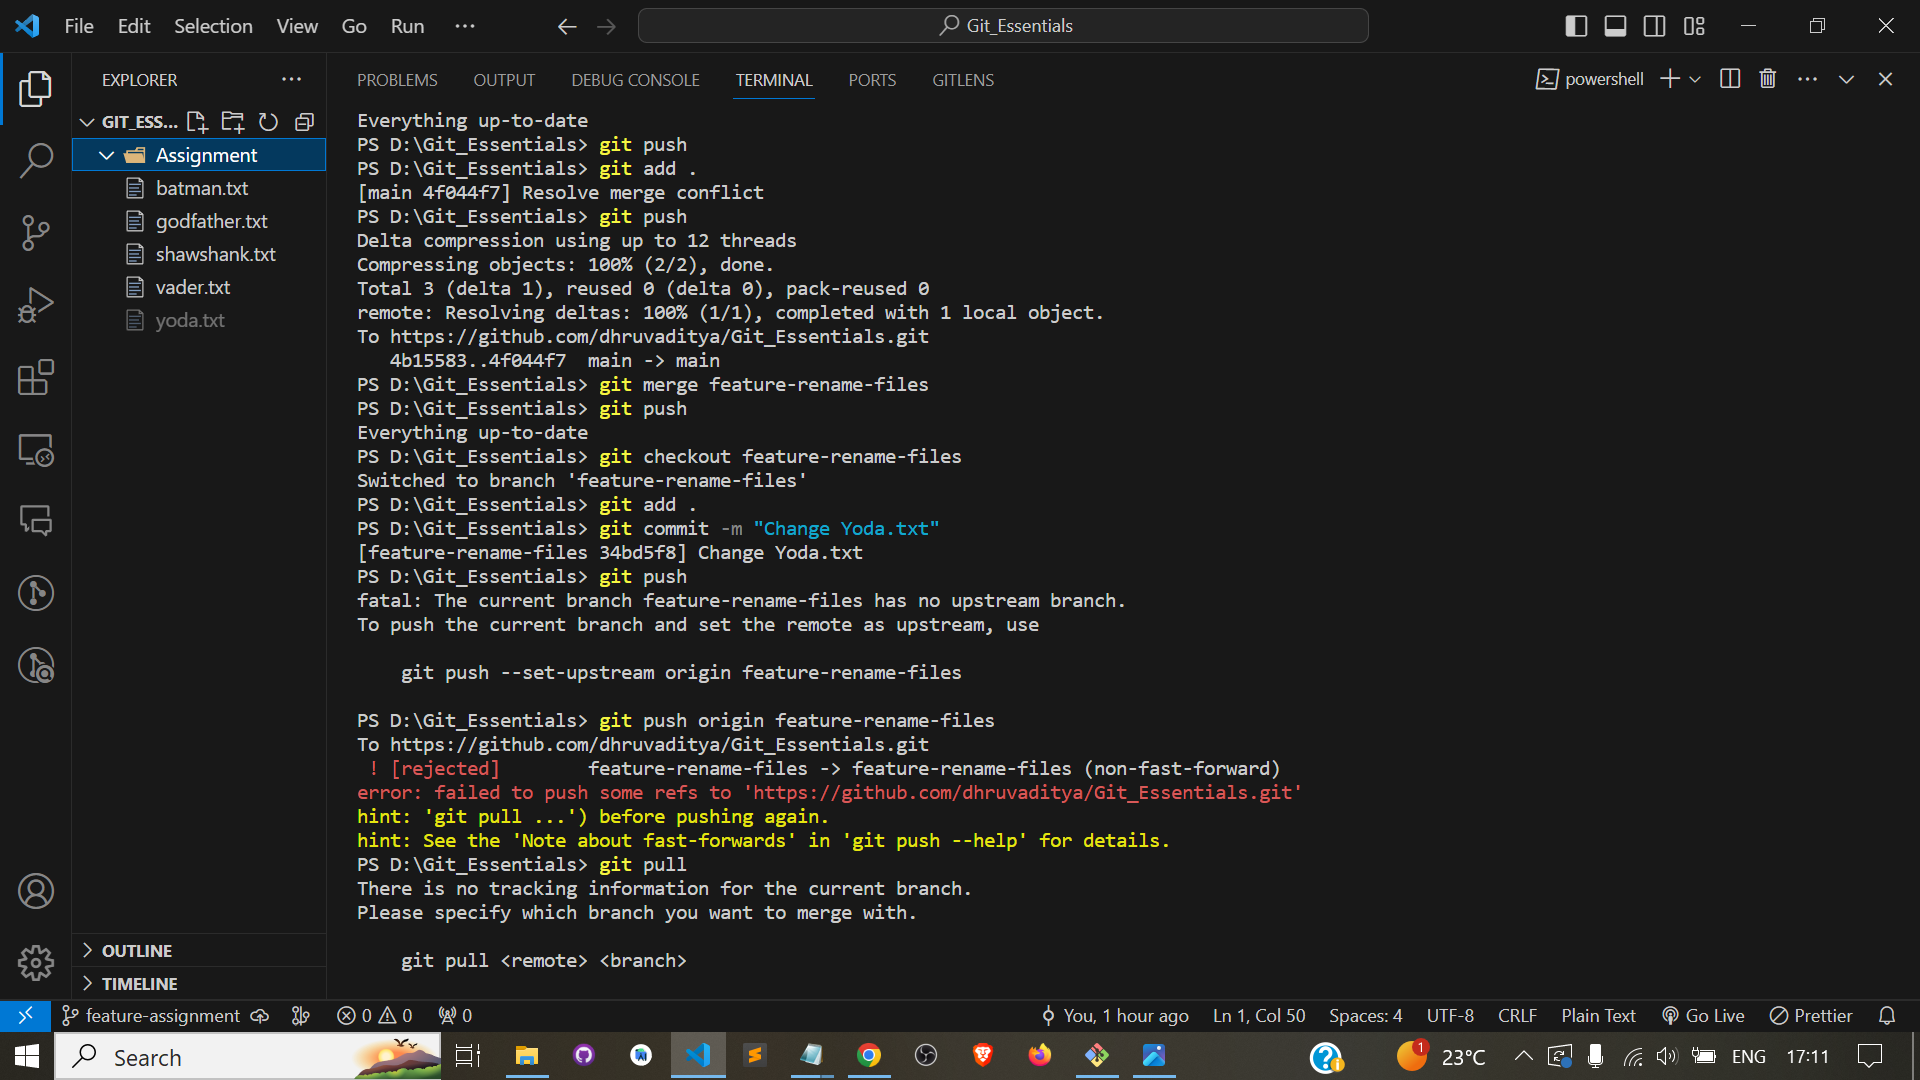 File Edit Selection View Go Run ··· Git_Essentials
EXPLORER ···
GIT_ESS...
Assignment
batman.txt
godfather.txt
shawshank.txt
vader.txt
yoda.txt
OUTLINE
TIMELINE
PROBLEMS OUTPUT DEBUG CONSOLE TERMINAL PORTS GITLENS powershell
Everything up-to-date
PS D:\Git_Essentials> git push
PS D:\Git_Essentials> git add .
[main 4f044f7] Resolve merge conflict
PS D:\Git_Essentials> git push
Delta compression using up to 12 threads
Compressing objects: 100% (2/2), done.
Total 3 (delta 1), reused 0 (delta 0), pack-reused 0
remote: Resolving deltas: 100% (1/1), completed with 1 local object.
To https://github.com/dhruvaditya/Git_Essentials.git
4b15583..4f044f7 main -> main
PS D:\Git_Essentials> git merge feature-rename-files
PS D:\Git_Essentials> git push
Everything up-to-date
PS D:\Git_Essentials> git checkout feature-rename-files
Switched to branch 'feature-rename-files'
PS D:\Git_Essentials> git add .
PS D:\Git_Essentials> git commit -m "Change Yoda.txt"
[feature-rename-files 34bd5f8] Change Yoda.txt
PS D:\Git_Essentials> git push
fatal: The current branch feature-rename-files has no upstream branch.
To push the current branch and set the remote as upstream, use
git push --set-upstream origin feature-rename-files
PS D:\Git_Essentials> git push origin feature-rename-files
To https://github.com/dhruvaditya/Git_Essentials.git
! [rejected] feature-rename-files -> feature-rename-files (non-fast-forward)
error: failed to push some refs to 'https://github.com/dhruvaditya/Git_Essentials.git'
hint: 'git pull ...') before pushing again.
hint: See the 'Note about fast-forwards' in 'git push --help' for details.
PS D:\Git_Essentials> git pull
There is no tracking information for the current branch.
Please specify which branch you want to merge with.
git pull <remote> <branch>
feature-assignment 0 0 0 You, 1 hour ago Ln 1, Col 50 Spaces: 4 UTF-8 CRLF Plain Text Go Live Prettier
Search 1 23°C ENG 17:11